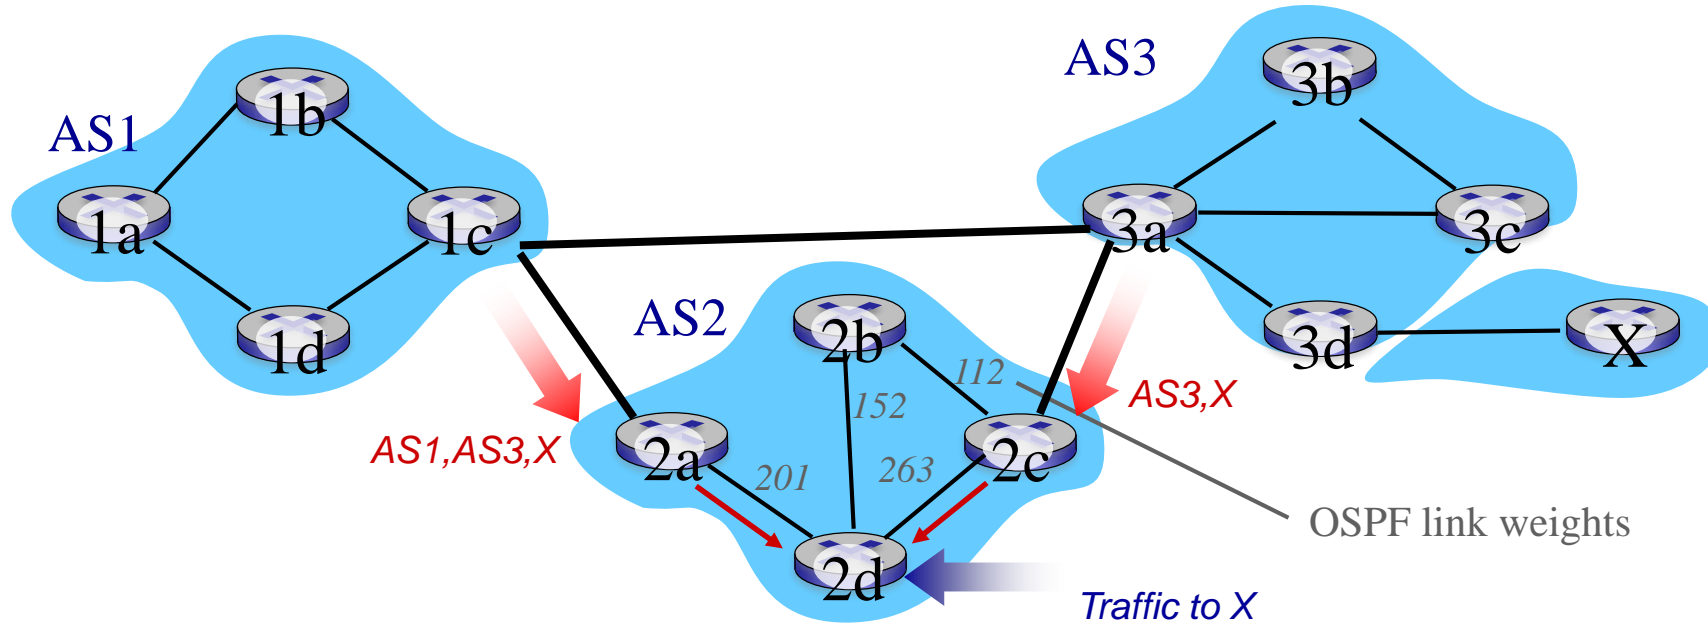 AS3
3b
1b
AS1
1a
1c
3a
3c
AS2
2b
1d
3d
X
112
AS3,X
152
AS1,AS3,X
2a
201
263
2c
OSPF link weights
2d
Traffic to X